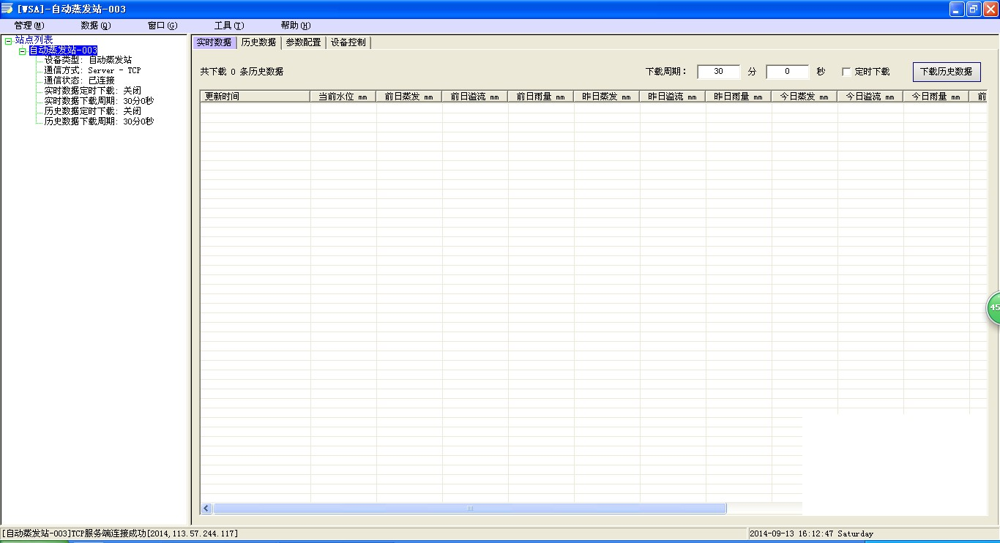 [WSA]-自动蒸发站-003
管理(M) 数据(Q) 窗口(G) 工具(T) 帮助(H)
站点列表
自动蒸发站-003
设备类型: 自动蒸发站
通信方式: Server - TCP
通信状态: 已连接
实时数据定时下载: 关闭
实时数据下载周期: 30分0秒
历史数据定时下载: 关闭
历史数据下载周期: 30分0秒
实时数据 历史数据 参数配置 设备控制
共下载 0 条历史数据 下载周期: 30 分 0 秒 定时下载 下载历史数据
更新时间 当前水位 mm 前日蒸发 mm 前日溢流 mm 前日雨量 mm 昨日蒸发 mm 昨日溢流 mm 昨日雨量 mm 今日蒸发 mm 今日溢流 mm 今日雨量 mm 前
45
[自动蒸发站-003]TCP服务端连接成功[2014,113.57.244.117] 2014-09-13 16:12:47 Saturday